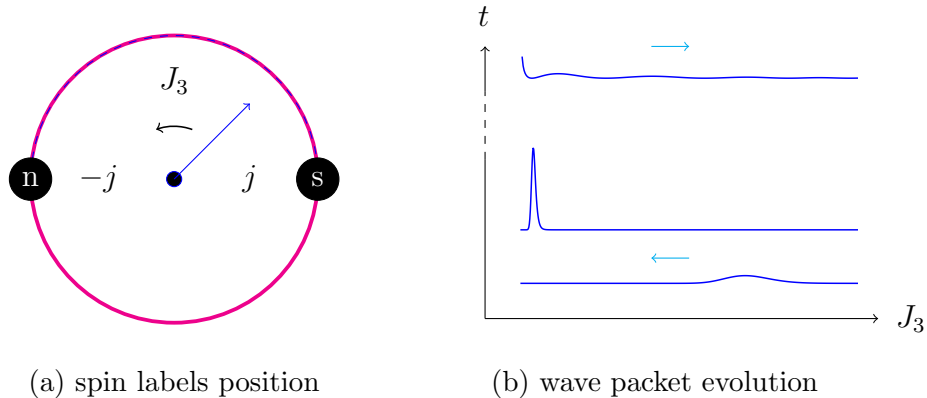 t
J₃
n
−j
j
s
J₃
(a) spin labels position
(b) wave packet evolution